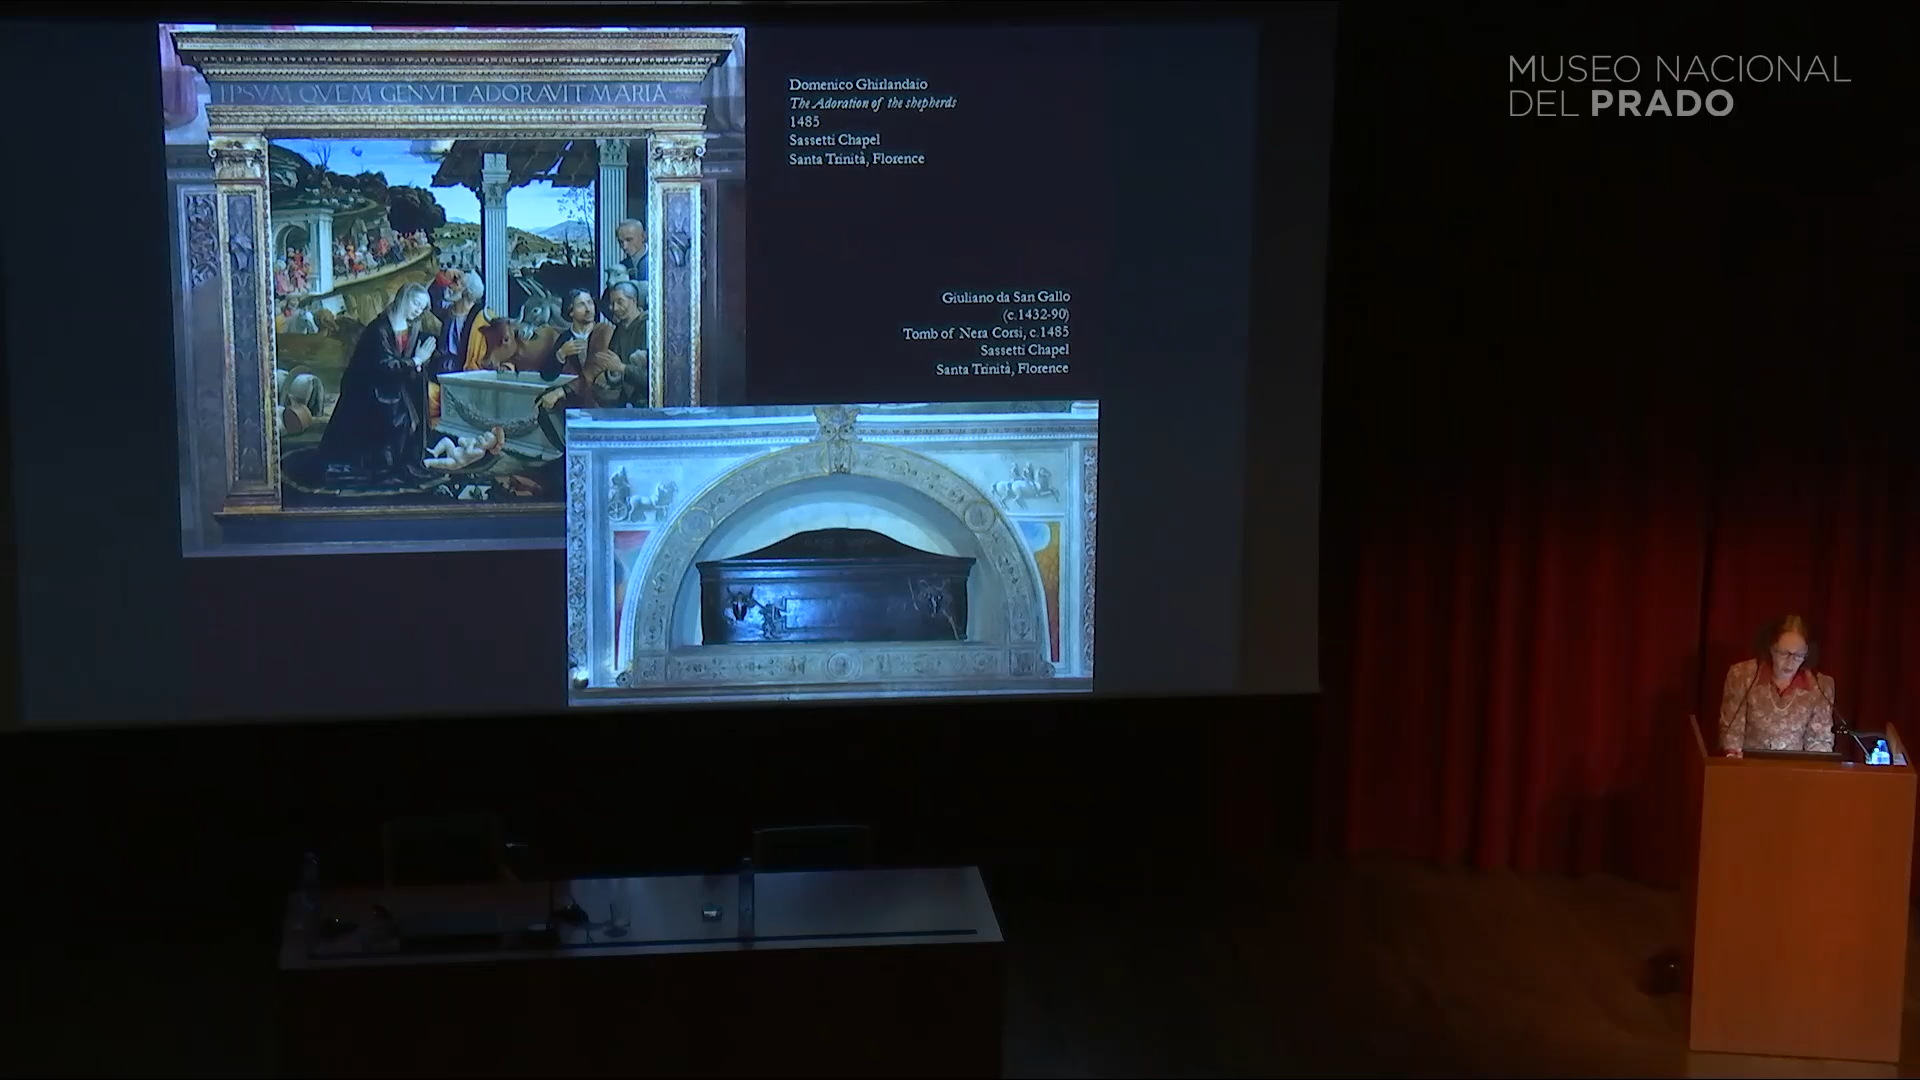 MUSEO NACIONAL
DEL PRADO
IPSVM QVEM GENVIT ADORAVIT MARIA
Domenico Ghirlandaio
The Adoration of the shepherds
1485
Sassetti Chapel
Santa Trinità, Florence
Giuliano da San Gallo
(c.1432-90)
Tomb of Nera Corsi, c.1485
Sassetti Chapel
Santa Trinità, Florence